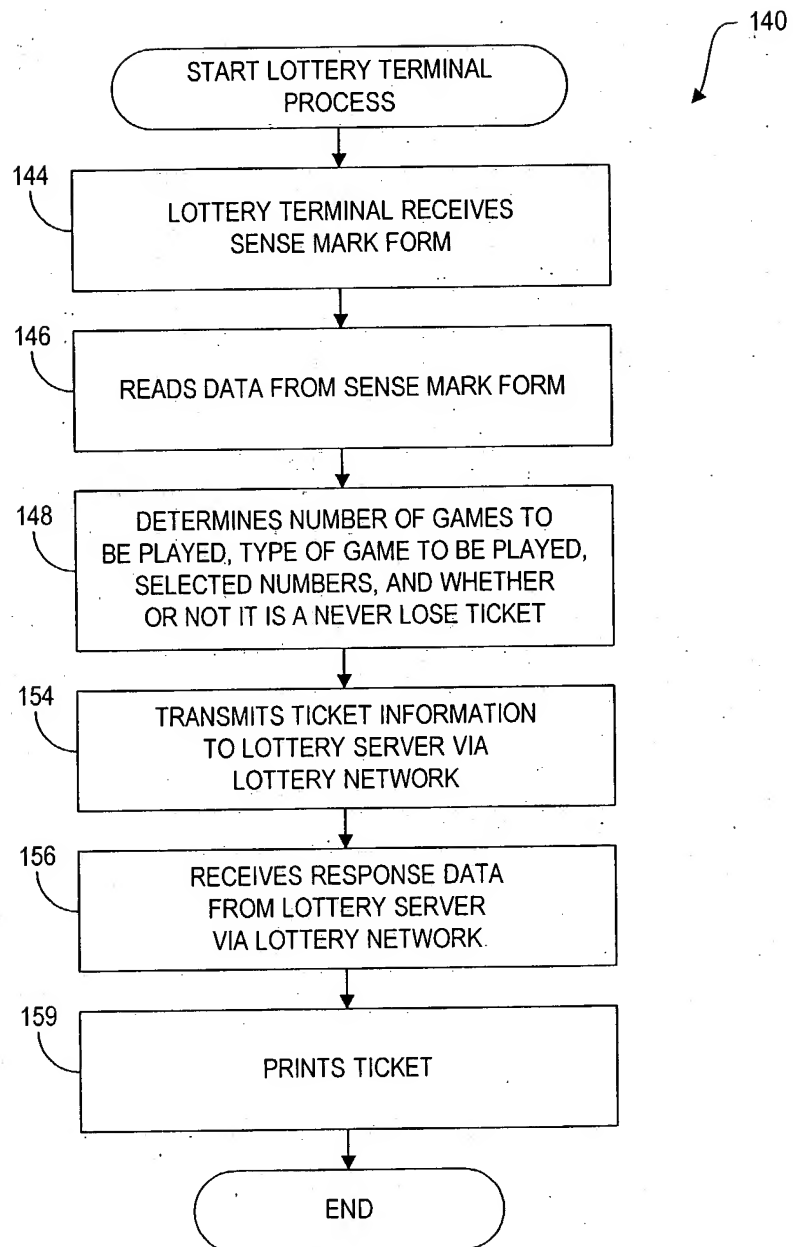 140
START LOTTERY TERMINAL
PROCESS
144
LOTTERY TERMINAL RECEIVES
SENSE MARK FORM
146
READS DATA FROM SENSE MARK FORM
148
DETERMINES NUMBER OF GAMES TO
BE PLAYED, TYPE OF GAME TO BE PLAYED,
SELECTED NUMBERS, AND WHETHER
OR NOT IT IS A NEVER LOSE TICKET
154
TRANSMITS TICKET INFORMATION
TO LOTTERY SERVER VIA
LOTTERY NETWORK
156
RECEIVES RESPONSE DATA
FROM LOTTERY SERVER
VIA LOTTERY NETWORK
159
PRINTS TICKET
END